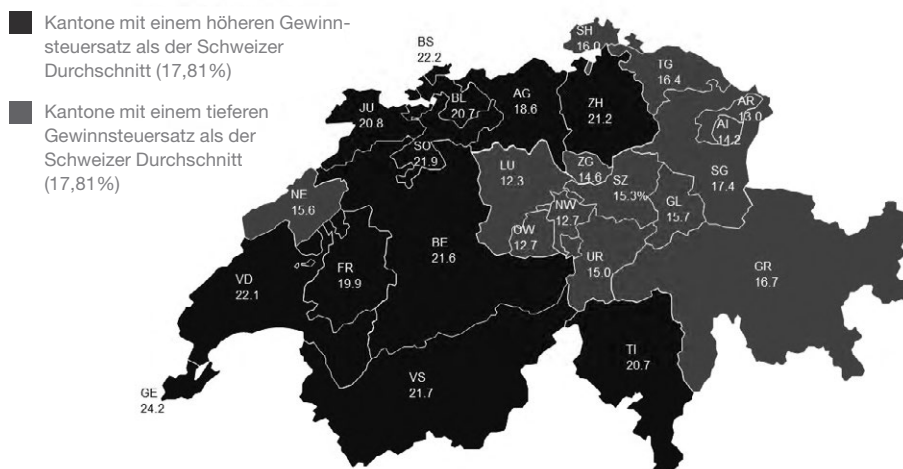 Kantone mit einem höheren Gewinn-
steuersatz als der Schweizer
Durchschnitt (17,81%)
Kantone mit einem tieferen
Gewinnsteuersatz als der
Schweizer Durchschnitt
(17,81%)
BS
22.2
SH
16.0
TG
16.4
JU
20.8
BL
20.7
AG
18.6
ZH
21.2
AR
13.0
AI
14.2
SO
21.9
LU
12.3
ZG
14.6
SZ
15.3%
SG
17.4
NE
15.6
NW
12.7
GL
15.7
OW
12.7
BE
21.6
UR
15.0
GR
16.7
VD
22.1
FR
19.9
TI
20.7
VS
21.7
GE
24.2